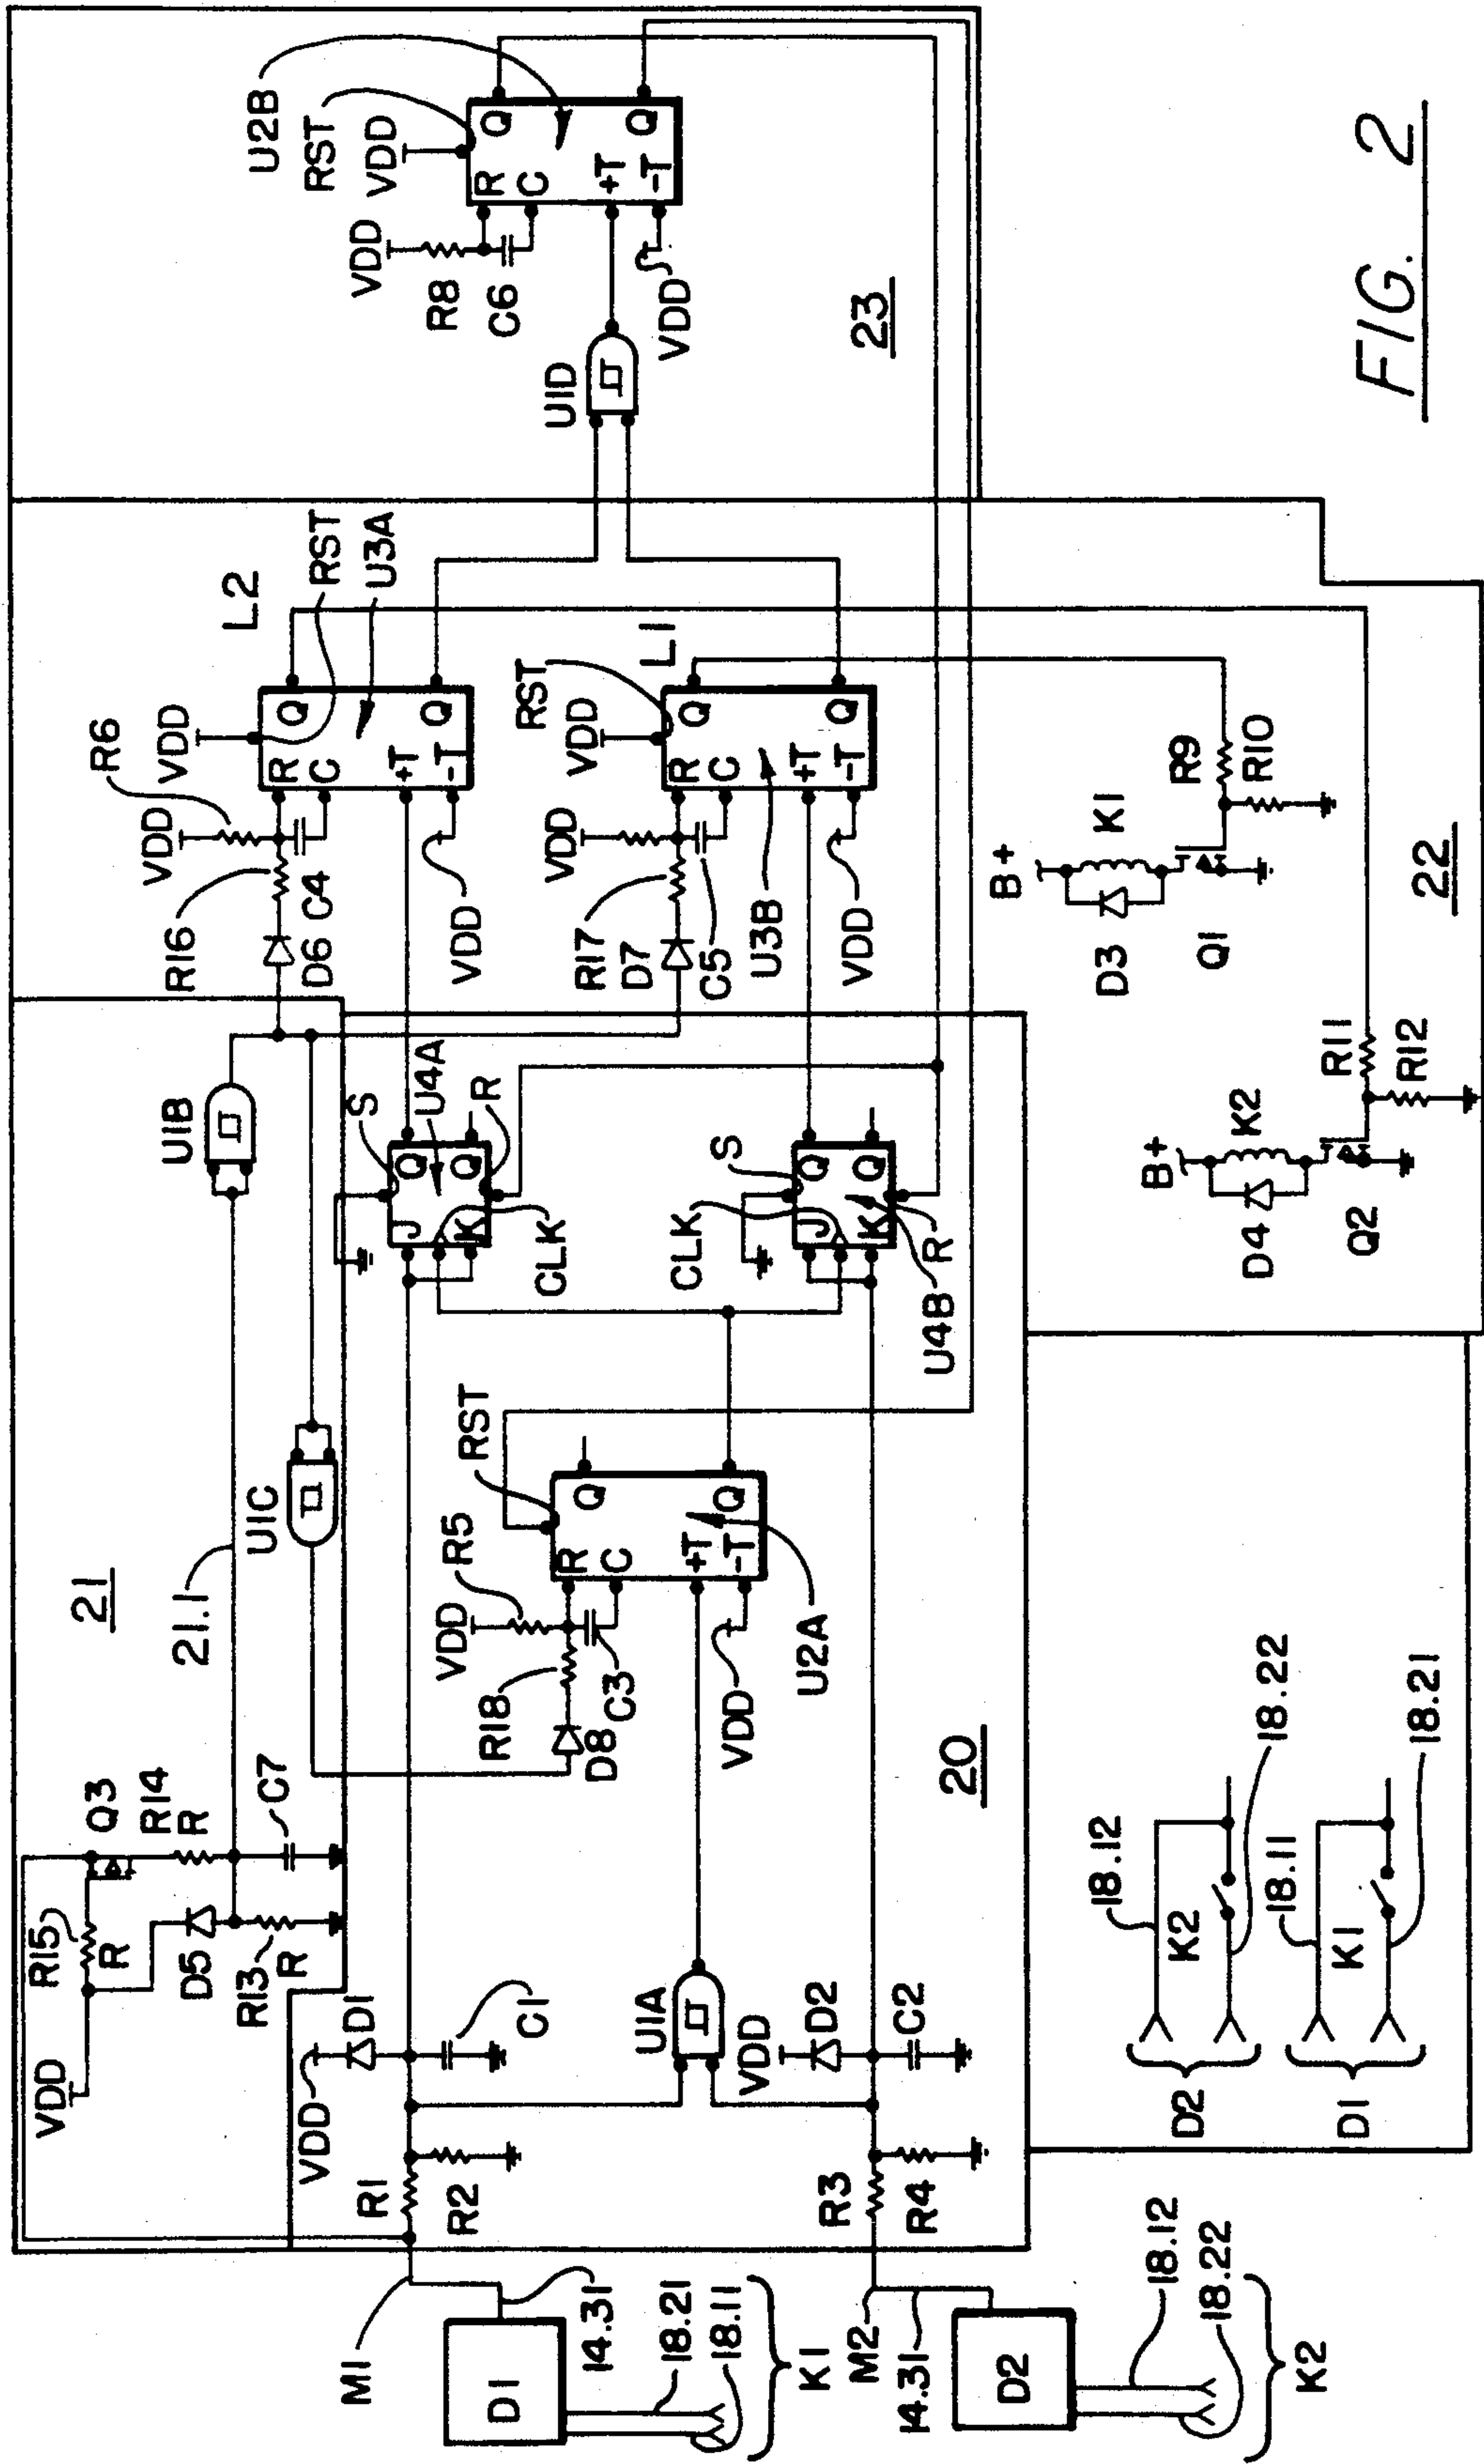 M1
14.31
D1
18.21
18.11
K1
M2
14.31
D2
18.12
18.22
K2
21
VDD
R15
R
Q3
R14
R
D5
R13
R
C7
21.1
U1B
U1C
VDD
D1
C1
R1
R2
U1A
VDD
D2
C2
R3
R4
20
R18
D8
C3
VDD
R5
RST
R
C
+T
-T
Q
Q
VDD
U2A
S
U4A
R
J
K
Q
Q
CLK
CLK
S
J
K
Q
Q
U4B
R
R16
D6
C4
VDD
R6
VDD
L2
RST
U3A
R
C
+T
-T
Q
Q
VDD
R17
D7
C5
VDD
VDD
RST
L1
U3B
R
C
+T
-T
Q
Q
VDD
U1D
23
VDD
R8
C6
VDD
RST
U2B
R
C
+T
-T
Q
Q
VDD
B+
D3
K1
Q1
R9
R10
B+
D4
K2
Q2
R11
R12
22
D2
18.12
K2
18.22
D1
18.11
K1
18.21
FIG. 2